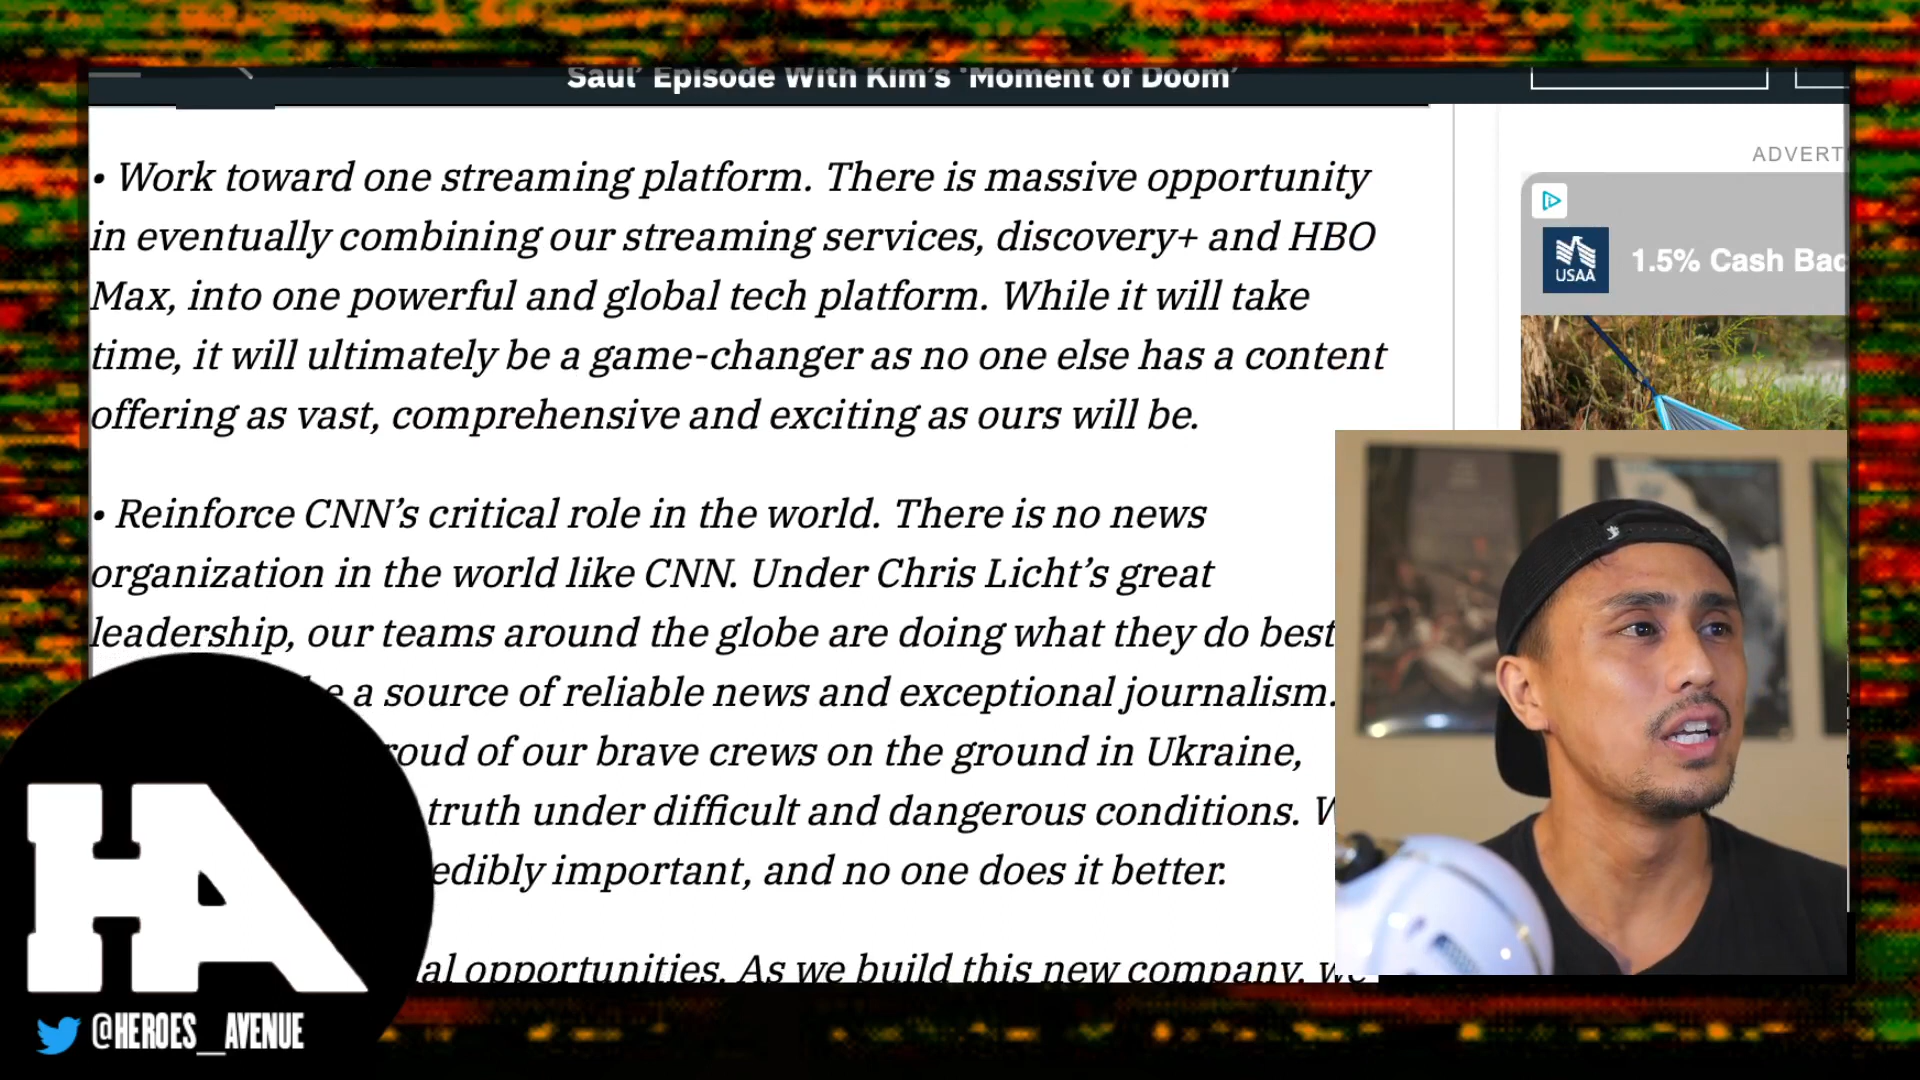 Saul’ Episode With Kim’s ‘Moment of Doom’
• Work toward one streaming platform. There is massive opportunity
in eventually combining our streaming services, discovery+ and HBO
Max, into one powerful and global tech platform. While it will take
time, it will ultimately be a game-changer as no one else has a content
offering as vast, comprehensive and exciting as ours will be.
• Reinforce CNN’s critical role in the world. There is no news
organization in the world like CNN. Under Chris Licht’s great
leadership, our teams around the globe are doing what they do best
a source of reliable news and exceptional journalism.
roud of our brave crews on the ground in Ukraine,
truth under difficult and dangerous conditions. W
edibly important, and no one does it better.
al opportunities. As we build this new company, we
ADVERT
USAA
1.5% Cash Bac
HA
@HEROES__AVENUE